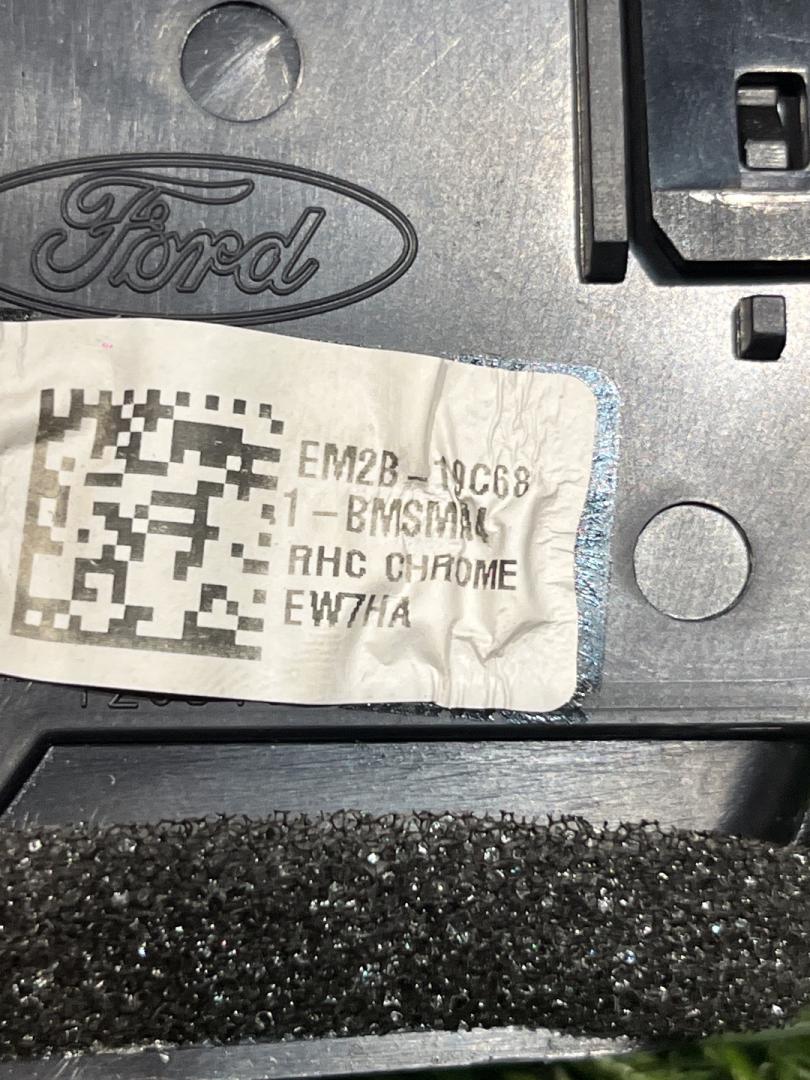 Ford
EM2B-19C68
1-BMSMA4
RHC CHROME
EW7HA